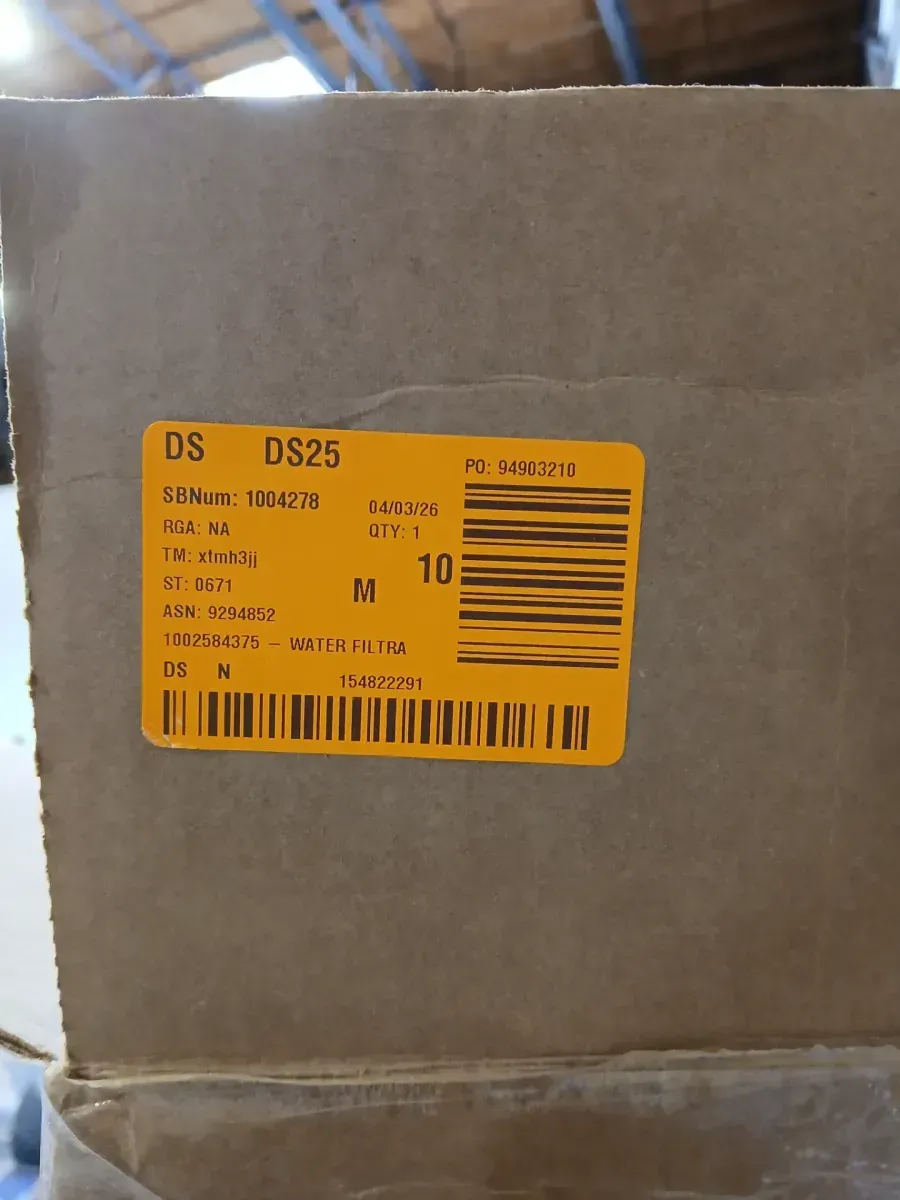 DS DS25
PO: 94903210
SBNum: 1004278
04/03/26
RGA: NA
QTY: 1
TM: xtmh3jj
10
ST: 0671
M
ASN: 9294852
1002584375 – WATER FILTRA
DS N
154822291